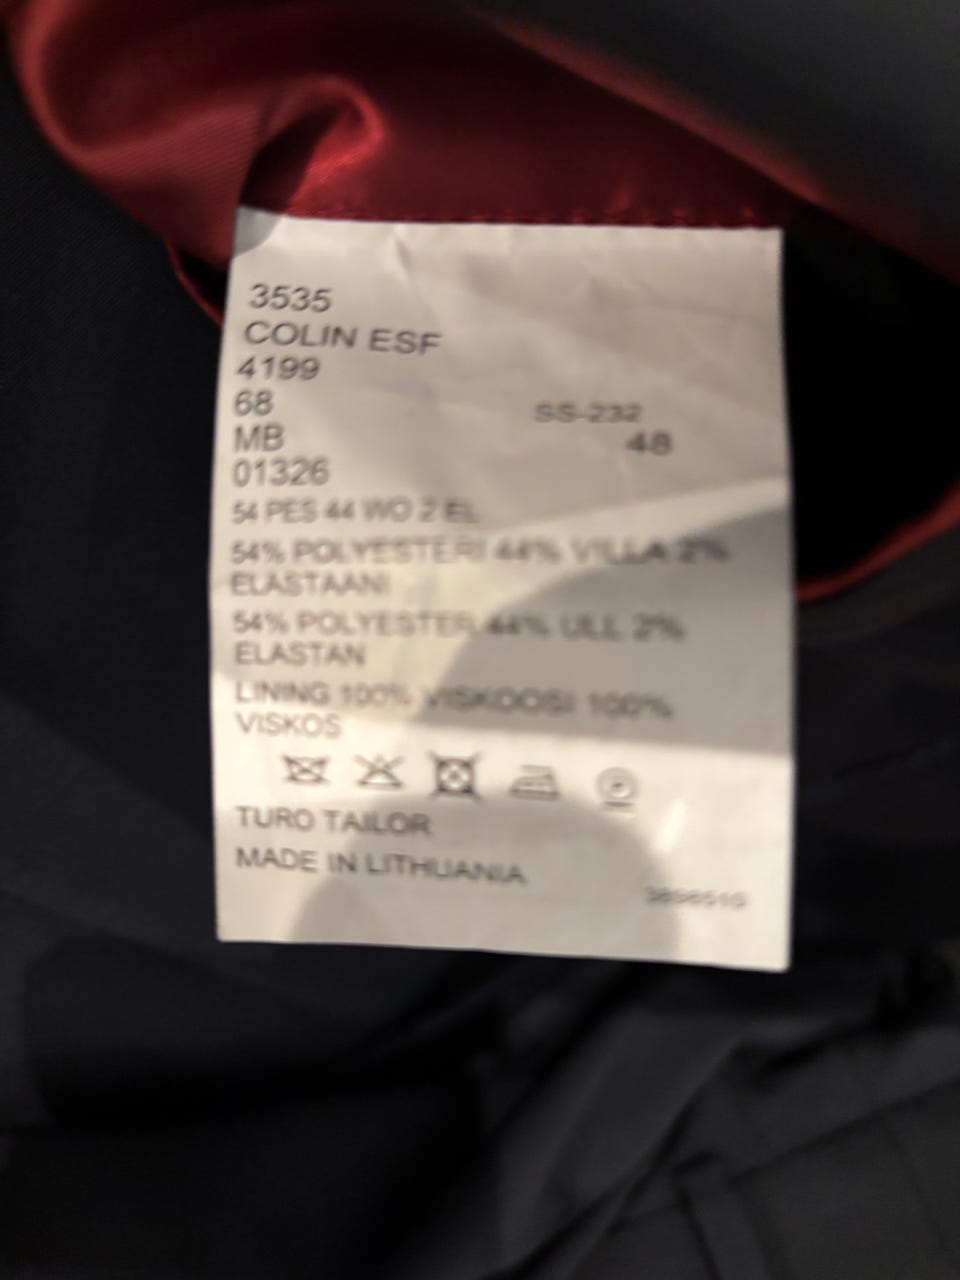 3535
COLIN ESF
4199
68 SS-232
MB 48
01326
54 PES 44 WO 2 EL
54% POLYESTERI 44% VILLA 2%
ELASTAANI
54% POLYESTER 44% ULL 2%
ELASTAN
LINING 100% VISKOOSI 100%
VISKOS
TURO TAILOR
MADE IN LITHUANIA